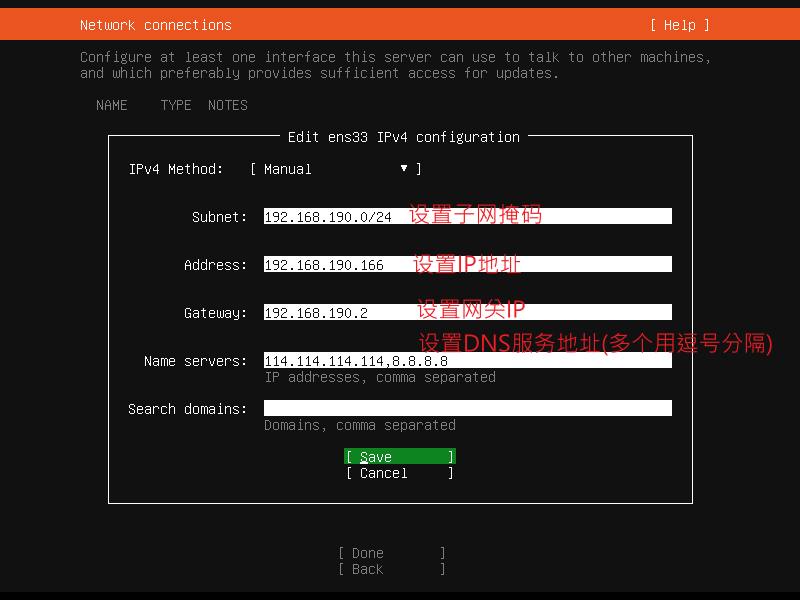 Network connections [ Help ]
Configure at least one interface this server can use to talk to other machines,
and which preferably provides sufficient access for updates.
NAME TYPE NOTES
Edit ens33 IPv4 configuration
IPv4 Method: [ Manual ▾ ]
Subnet: 192.168.190.0/24 设置子网掩码
Address: 192.168.190.166 设置IP地址
Gateway: 192.168.190.2 设置网关IP
设置DNS服务地址(多个用逗号分隔)
Name servers: 114.114.114.114,8.8.8.8
IP addresses, comma separated
Search domains:
Domains, comma separated
[ Save ]
[ Cancel ]
[ Done ]
[ Back ]